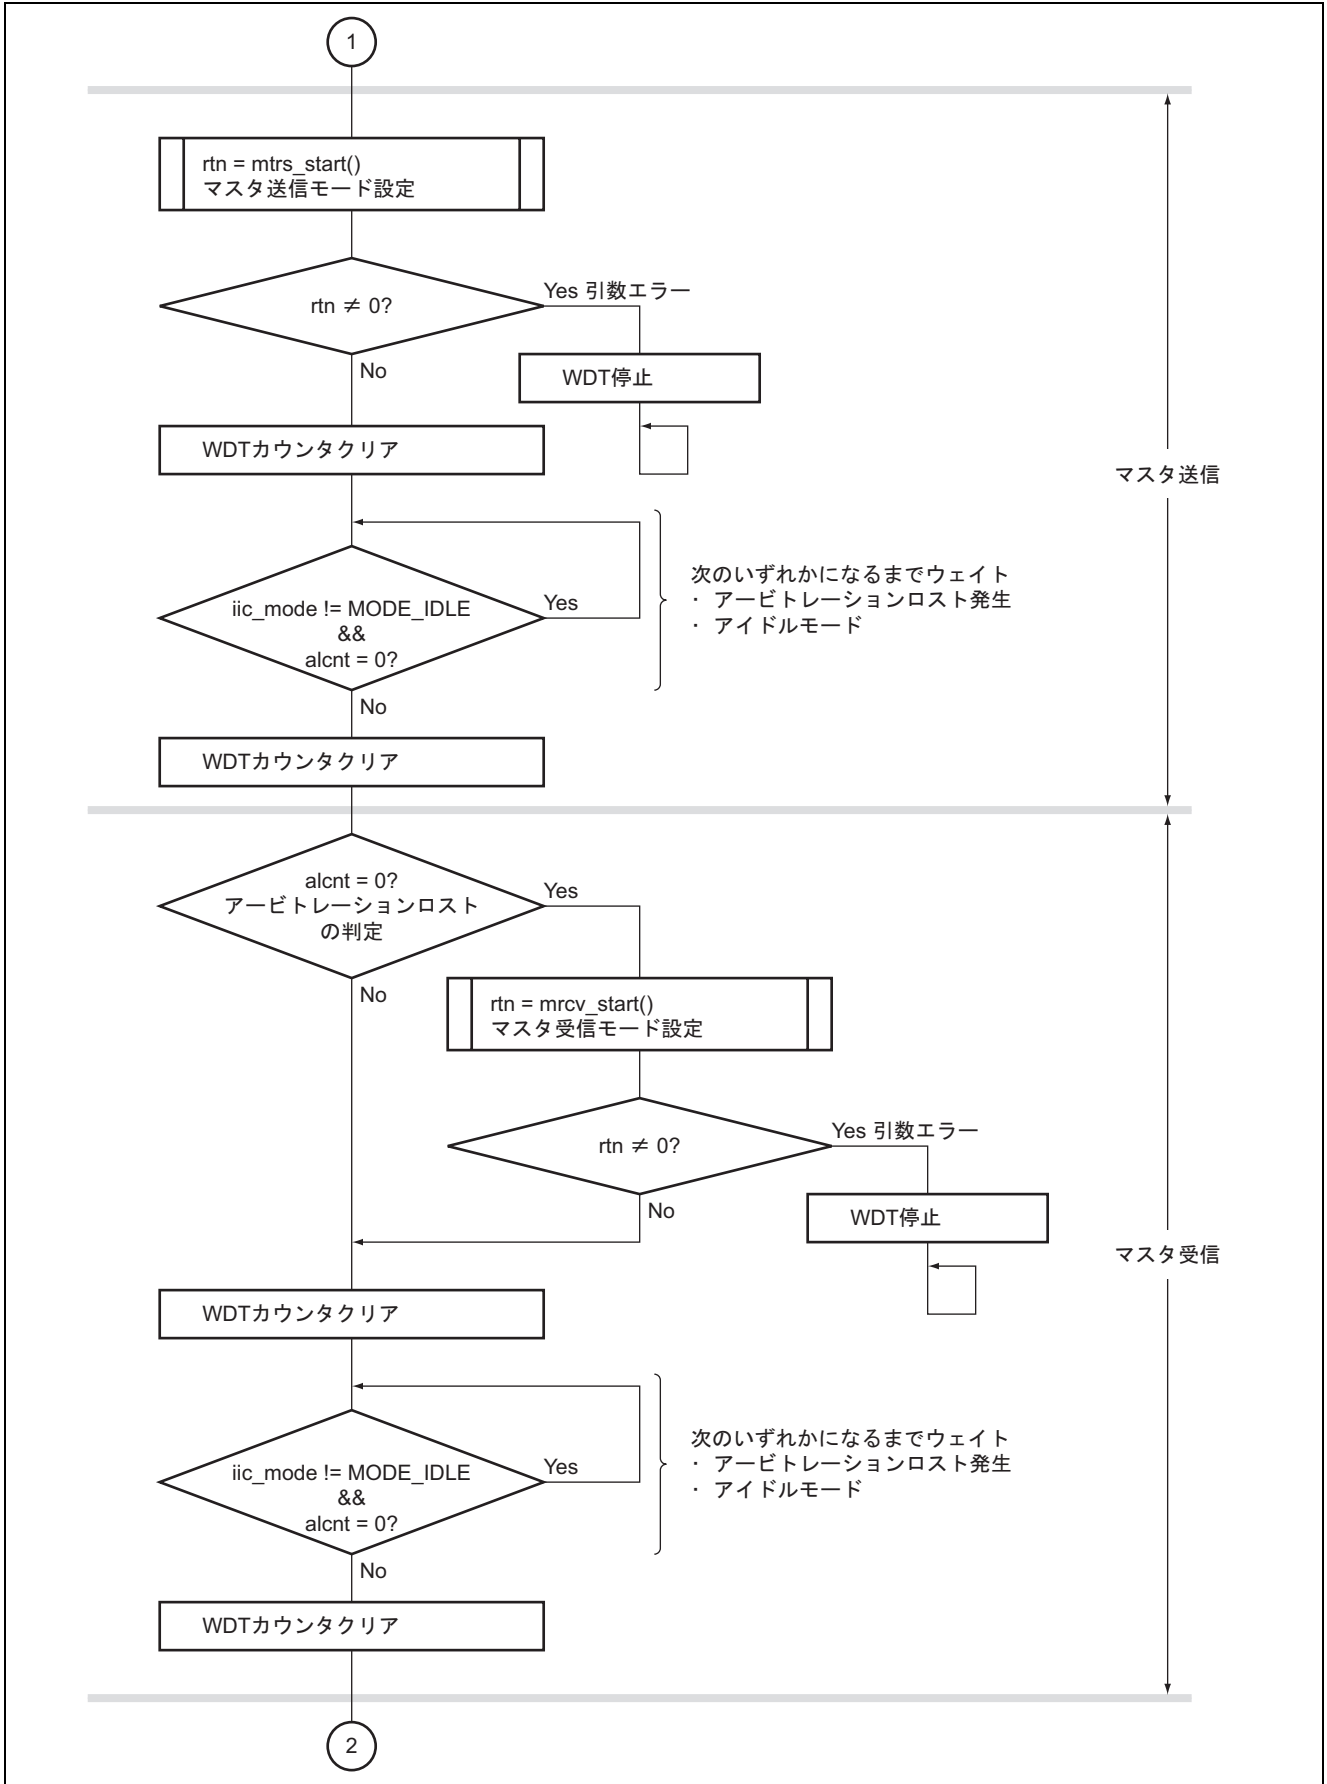 1
rtn = mtrs_start()
マスタ送信モード設定
rtn ≠ 0?
Yes 引数エラー
No
WDT停止
WDTカウンタクリア
マスタ送信
iic_mode != MODE_IDLE
&&
alcnt = 0?
Yes
次のいずれかになるまでウェイト
・ アービトレーションロスト発生
・ アイドルモード
No
WDTカウンタクリア
alcnt = 0?
アービトレーションロスト
の判定
Yes
No
rtn = mrcv_start()
マスタ受信モード設定
rtn ≠ 0?
Yes 引数エラー
No
WDT停止
マスタ受信
WDTカウンタクリア
iic_mode != MODE_IDLE
&&
alcnt = 0?
Yes
次のいずれかになるまでウェイト
・ アービトレーションロスト発生
・ アイドルモード
No
WDTカウンタクリア
2